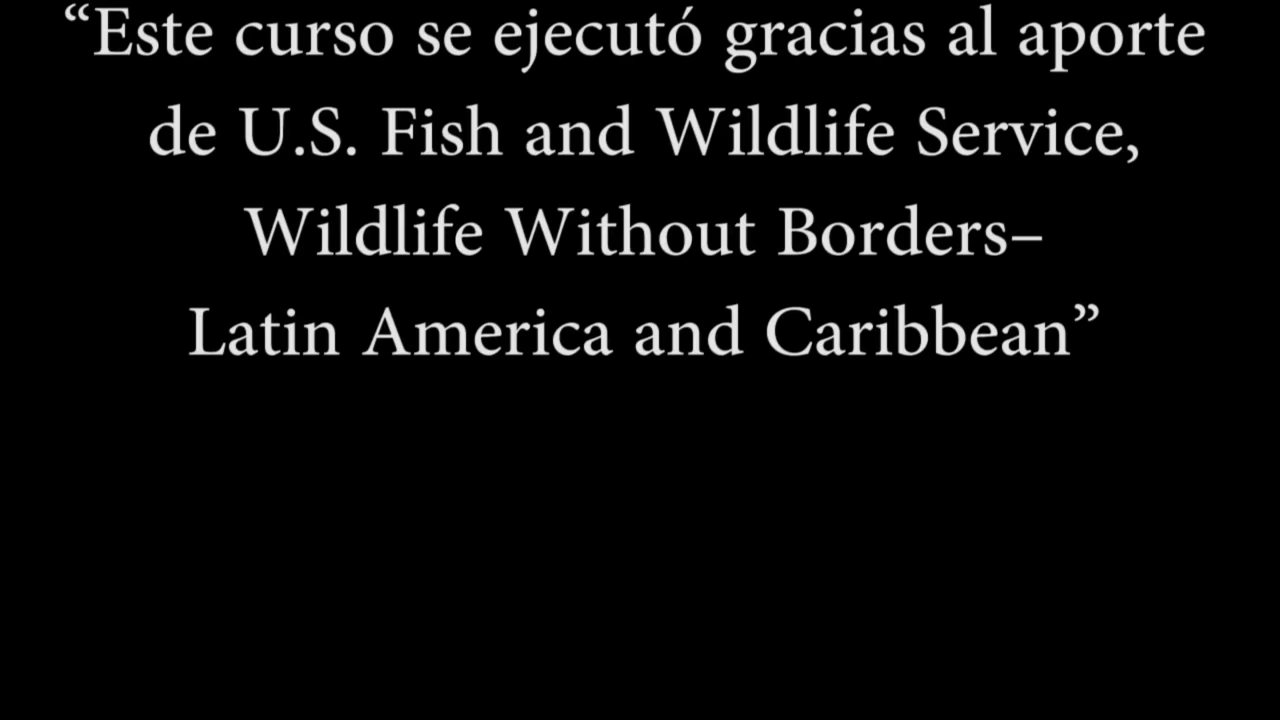 “Este curso se ejecutó gracias al aporte
de U.S. Fish and Wildlife Service,
Wildlife Without Borders–
Latin America and Caribbean”